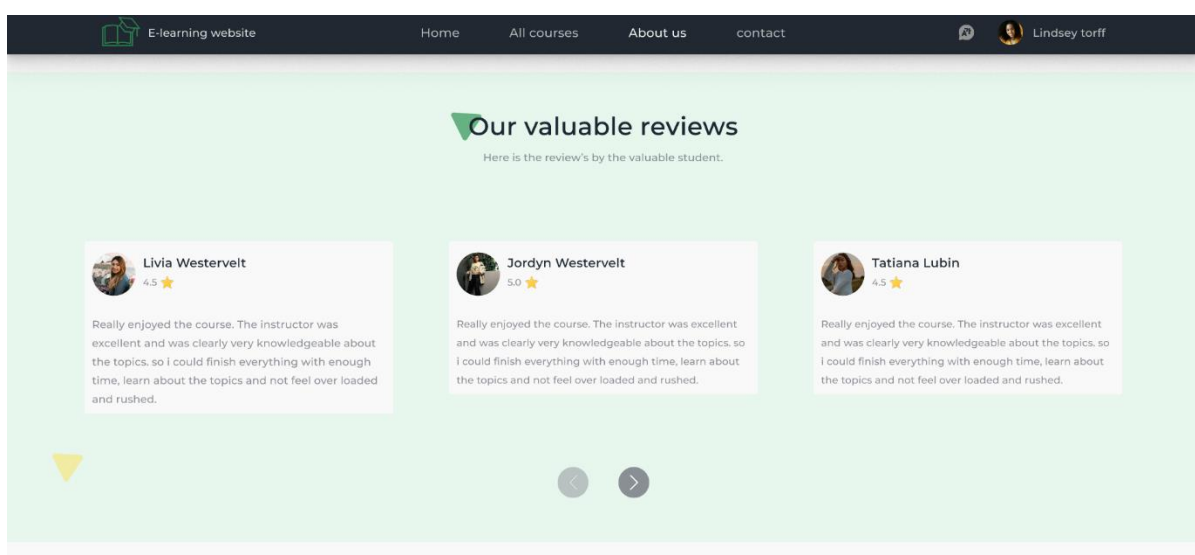 E-learning website
Home
All courses
About us
contact
Lindsey torff
Our valuable reviews
Here is the review's by the valuable student.
Livia Westervelt
4.5
Really enjoyed the course. The instructor was
excellent and was clearly very knowledgeable about
the topics. so i could finish everything with enough
time, learn about the topics and not feel over loaded
and rushed.
Jordyn Westervelt
5.0
Really enjoyed the course. The instructor was excellent
and was clearly very knowledgeable about the topics. so
i could finish everything with enough time, learn about
the topics and not feel over loaded and rushed.
Tatiana Lubin
4.5
Really enjoyed the course. The instructor was excellent
and was clearly very knowledgeable about the topics. so
i could finish everything with enough time, learn about
the topics and not feel over loaded and rushed.